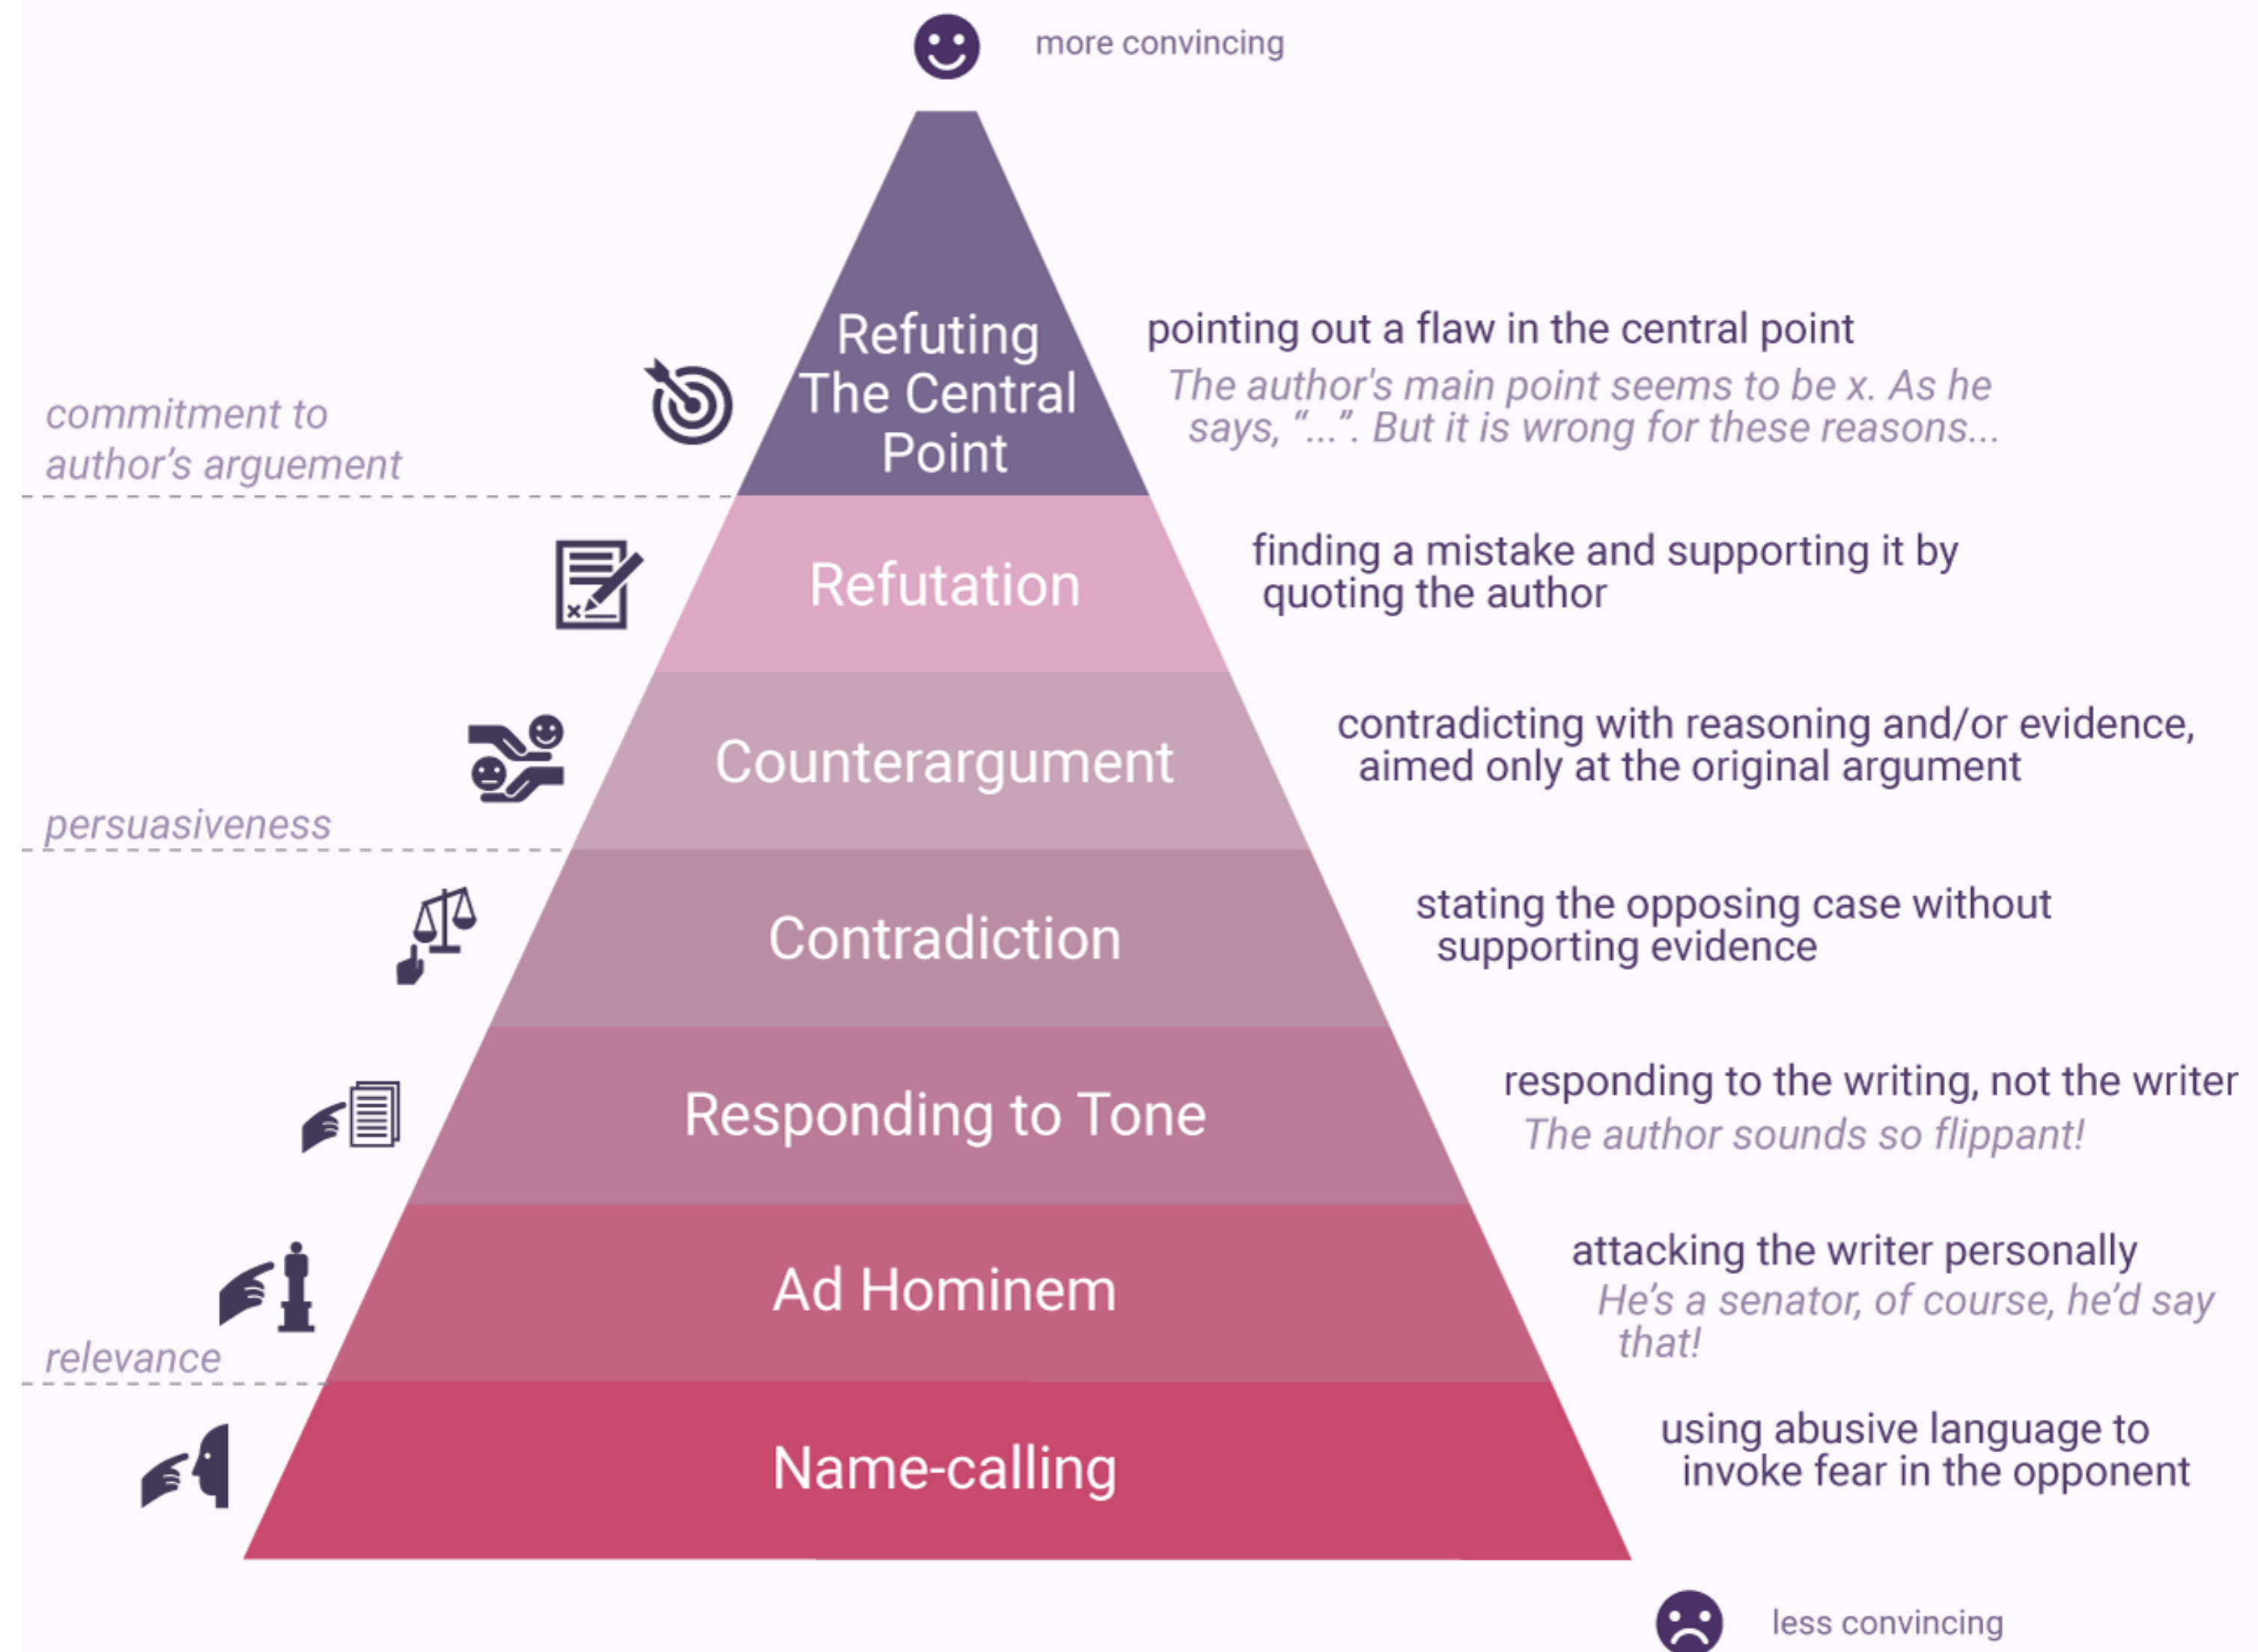 more convincing
Refuting
The Central
Point
pointing out a flaw in the central point
The author's main point seems to be x. As he
says, “...”. But it is wrong for these reasons...
commitment to
author’s arguement
Refutation
finding a mistake and supporting it by
quoting the author
Counterargument
contradicting with reasoning and/or evidence,
aimed only at the original argument
persuasiveness
Contradiction
stating the opposing case without
supporting evidence
Responding to Tone
responding to the writing, not the writer
The author sounds so flippant!
Ad Hominem
attacking the writer personally
He’s a senator, of course, he’d say
that!
relevance
Name-calling
using abusive language to
invoke fear in the opponent
less convincing